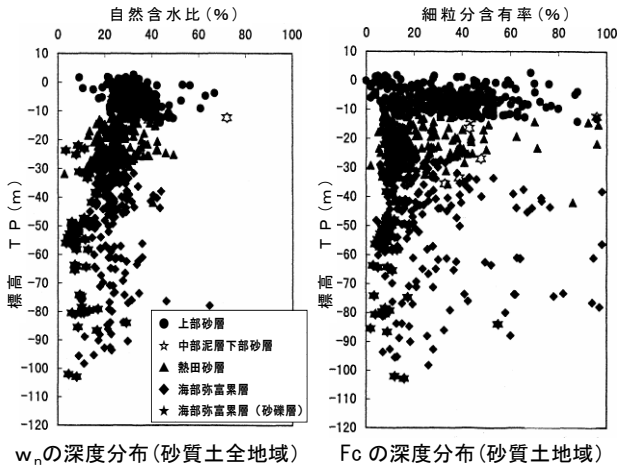 自然含水比(%)
0 20 40 60 80 100
10
0
-10
-20
-30
-40
-50
-60
-70
-80
-90
-100
-110
-120
標高 TP(m)
上部砂層
中部泥層下部砂層
熱田砂層
海部弥富累層
海部弥富累層(砂礫層)
wnの深度分布(砂質土全地域)
細粒分含有率(%)
0 20 40 60 80 100
10
0
-10
-20
-30
-40
-50
-60
-70
-80
-90
-100
-110
-120
標高 TP(m)
Fcの深度分布(砂質土全地域)